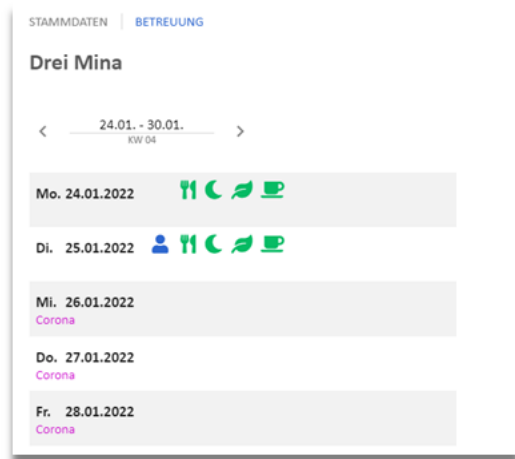 STAMMDATEN BETREUUNG
Drei Mina
24.01. - 30.01.
KW 04
Mo. 24.01.2022
Di. 25.01.2022
Mi. 26.01.2022
Corona
Do. 27.01.2022
Corona
Fr. 28.01.2022
Corona